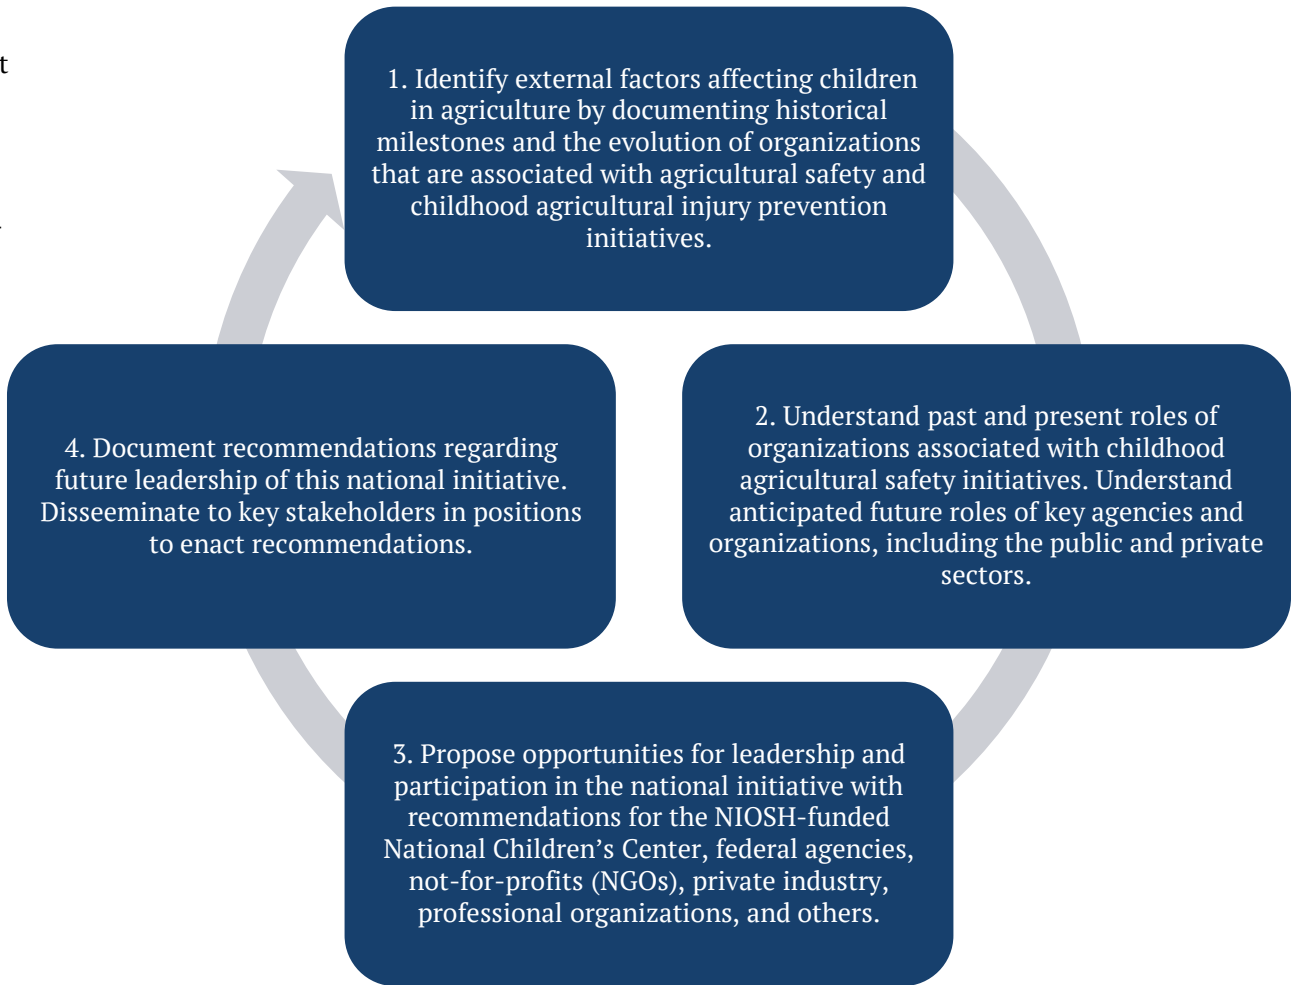 t
1. Identify external factors affecting children
in agriculture by documenting historical
milestones and the evolution of organizations
that are associated with agricultural safety and
childhood agricultural injury prevention
initiatives.
2. Understand past and present roles of
organizations associated with childhood
agricultural safety initiatives. Understand
anticipated future roles of key agencies and
organizations, including the public and private
sectors.
3. Propose opportunities for leadership and
participation in the national initiative with
recommendations for the NIOSH-funded
National Children’s Center, federal agencies,
not-for-profits (NGOs), private industry,
professional organizations, and others.
4. Document recommendations regarding
future leadership of this national initiative.
Disseeminate to key stakeholders in positions
to enact recommendations.